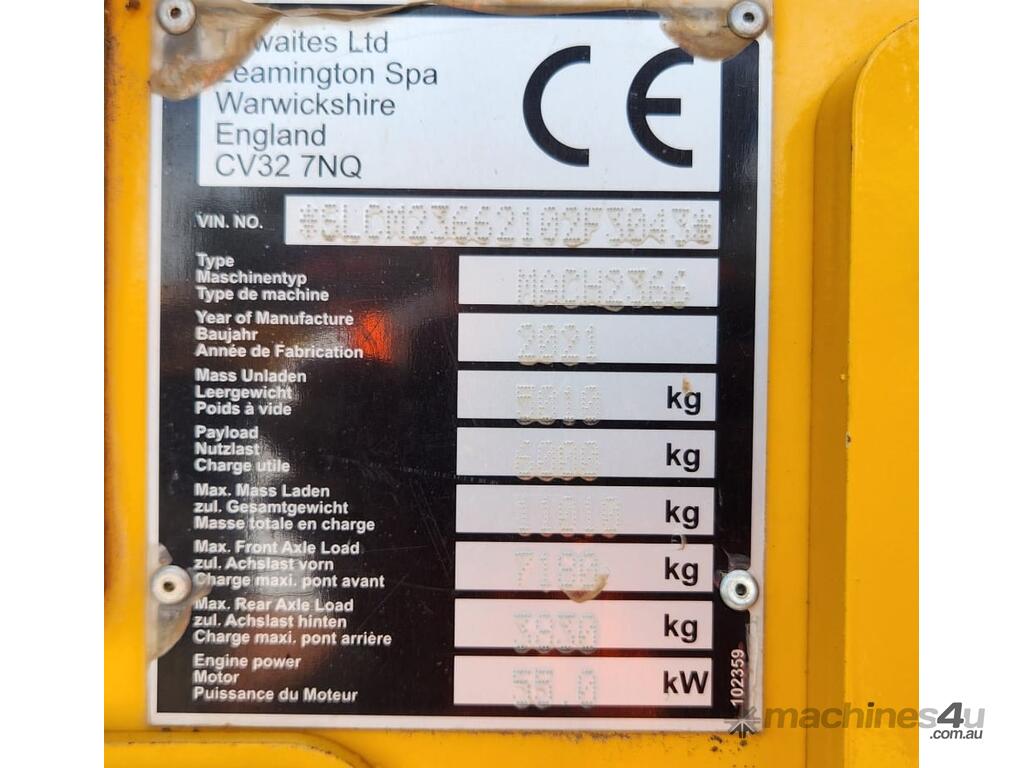 Ltd
Leamington Spa
Warwickshire
England
CV32 7NQ
CE
VIN. NO.
Type
Maschinentyp
Type de machine
MACH2366
Year of Manufacture
Baujahr
Année de Fabrication
2021
Mass Unladen
Leergewicht
Poids à vide
5010 kg
Payload
Nutzlast
Charge utile
6000 kg
Max. Mass Laden
zul. Gesamtgewicht
Masse totale en charge
11010 kg
Max. Front Axle Load
zul. Achslast vorn
Charge maxi. pont avant
7180 kg
Max. Rear Axle Load
zul. Achslast hinten
Charge maxi. pont arrière
3830 kg
Engine power
Motor
Puissance du Moteur
55.0 kW
102359
machines4u
.com.au